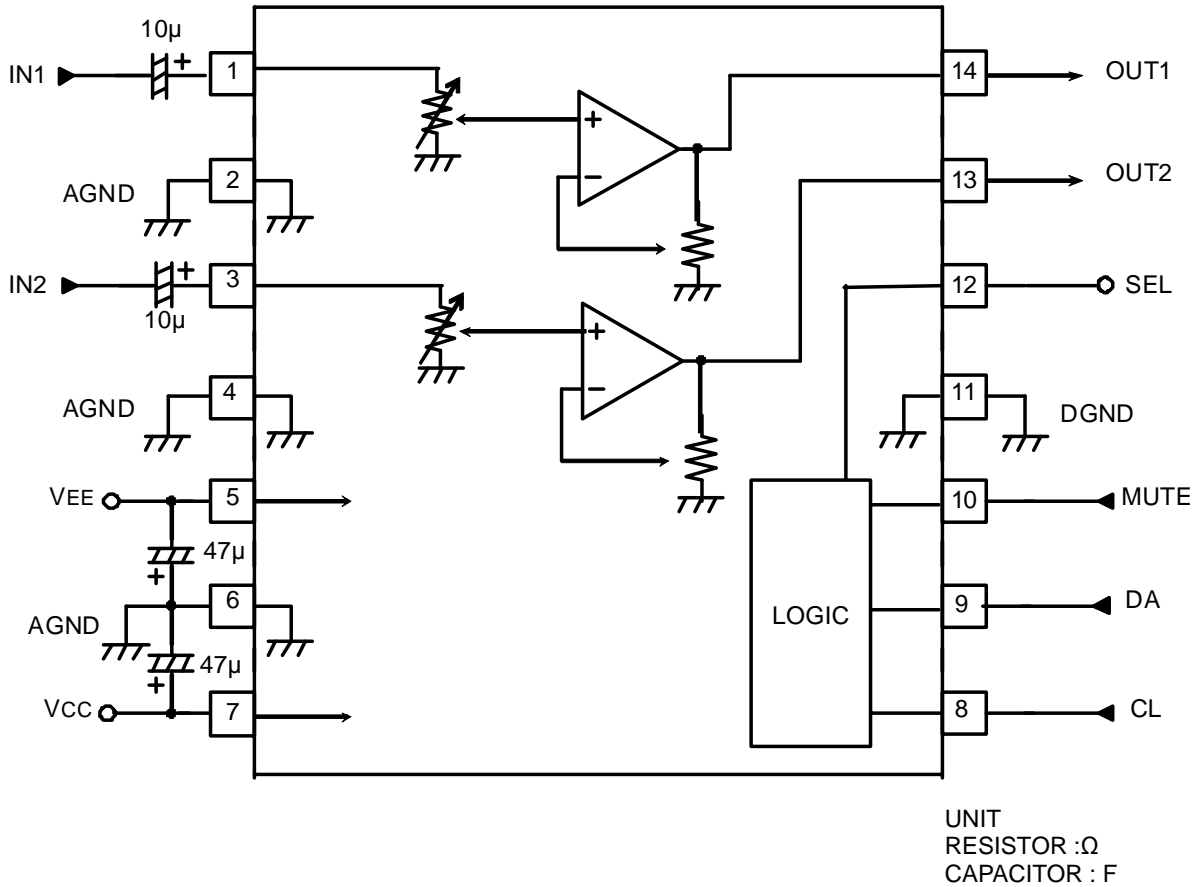 10µ
+
IN1
1
14
OUT1
+
−
AGND
2
13
OUT2
IN2
+
3
10µ
12
SEL
+
−
AGND
4
11
DGND
VEE
5
10
MUTE
47µ
+
AGND
6
LOGIC
9
DA
47µ
+
VCC
7
8
CL
UNIT
RESISTOR :Ω
CAPACITOR : F